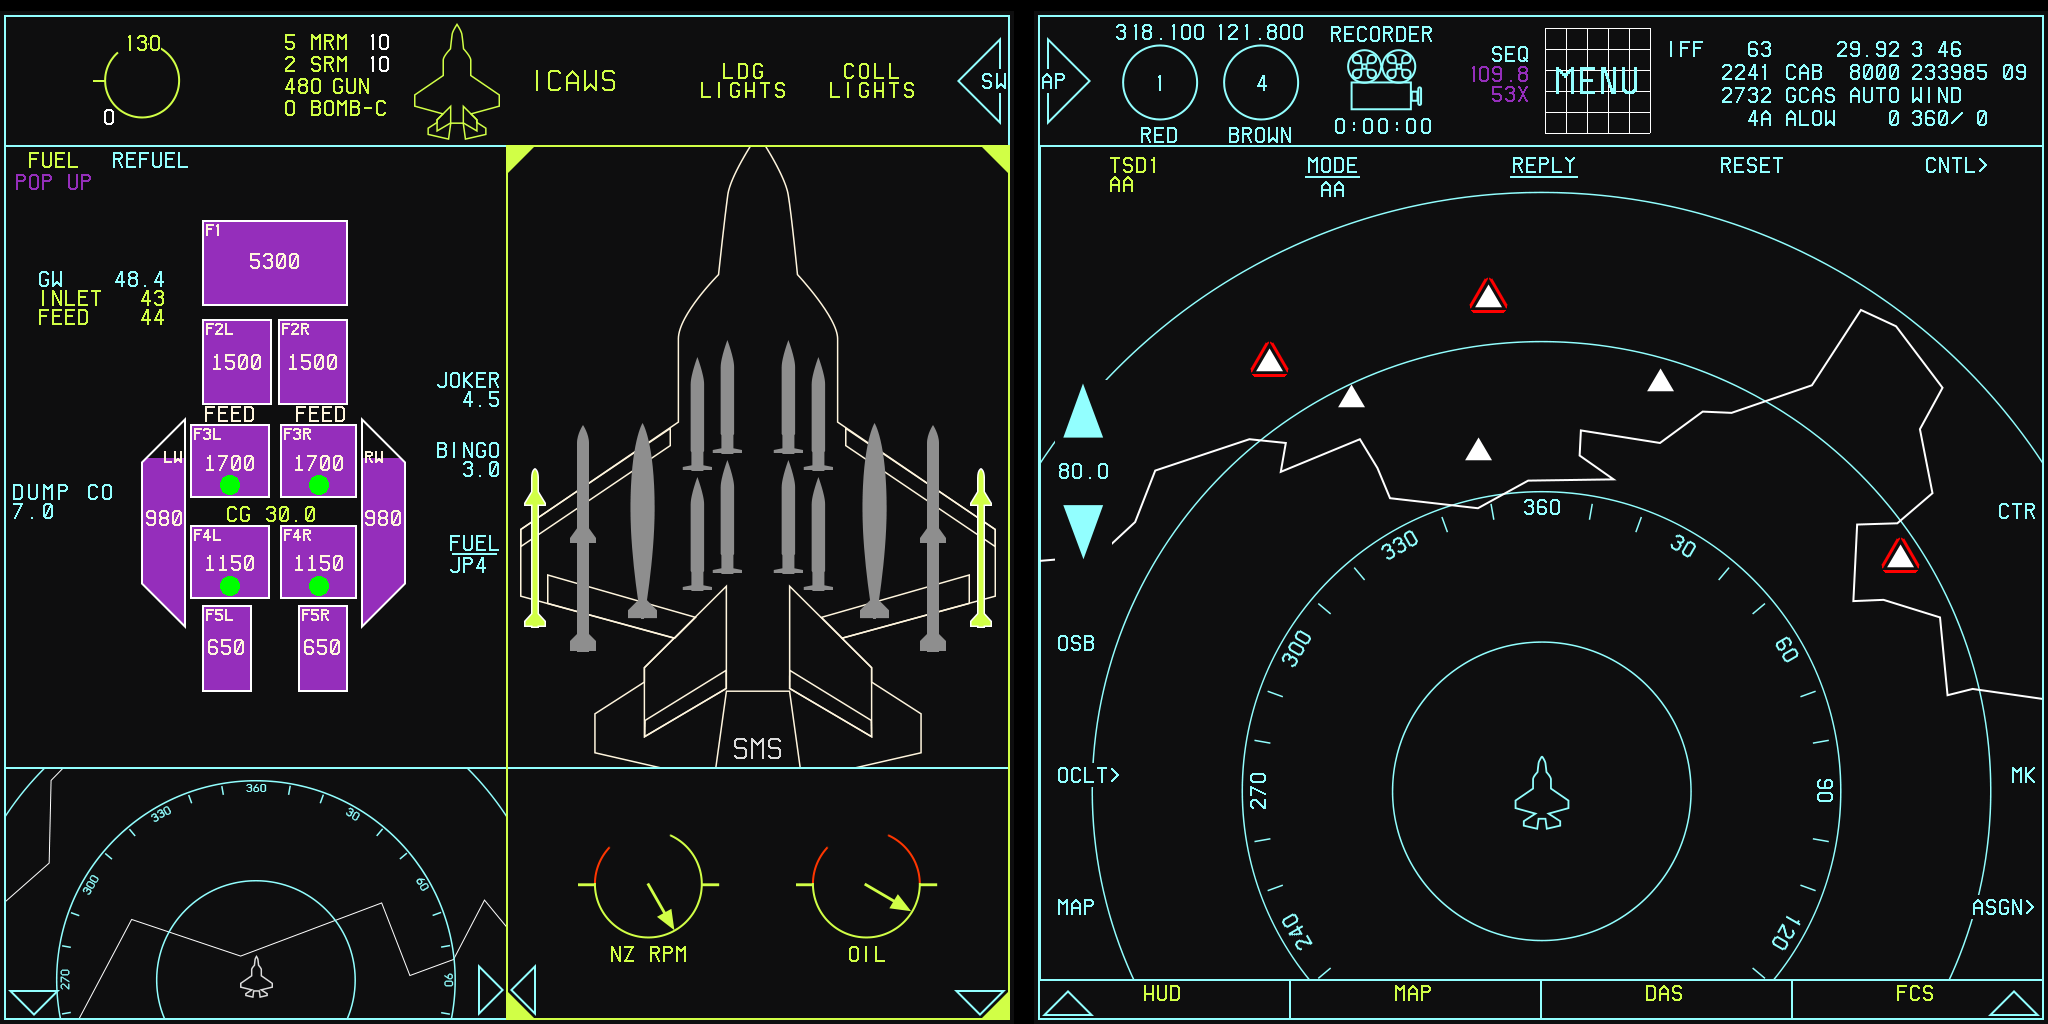 130
0
5 MRM 10
2 SRM 10
480 GUN
0 BOMB-C
ICAWS
LDG
LIGHTS
COLL
LIGHTS
SW
AP
318.100 121.800
1
4
RED
BROWN
RECORDER
0:00:00
SEQ
109.8
53X
MENU
IFF 63 29.92 3 46
2241 CAB 8000 233985 09
2732 GCAS AUTO WIND
4A ALOW 0 360/ 0
FUEL REFUEL
POP UP
F1
5300
GW 48.4
INLET 43
FEED 44
F2L
1500
F2R
1500
FEED FEED
F3L
1700
F3R
1700
LW
980
RW
980
CG 30.0
F4L
1150
F4R
1150
F5L
650
F5R
650
DUMP CO
7.0
JOKER
4.5
BINGO
3.0
FUEL
JP4
SMS
270
300
330
360
30
60
90
NZ RPM
OIL
TSD1
AA
MODE
AA
REPLY
RESET
CNTL>
80.0
CTR
OSB
OCLT>
MK
MAP
ASGN>
240
270
300
330
360
30
60
90
120
HUD
MAP
DAS
FCS